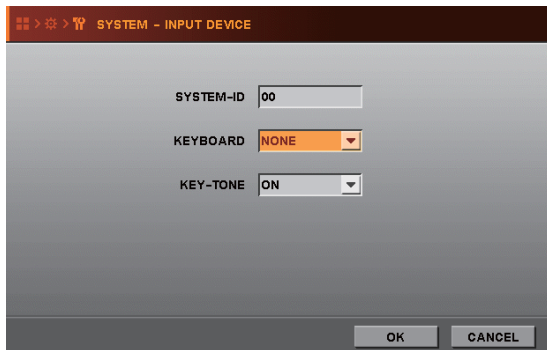 SYSTEM - INPUT DEVICE
SYSTEM-ID 00
KEYBOARD NONE
KEY-TONE ON
OK CANCEL